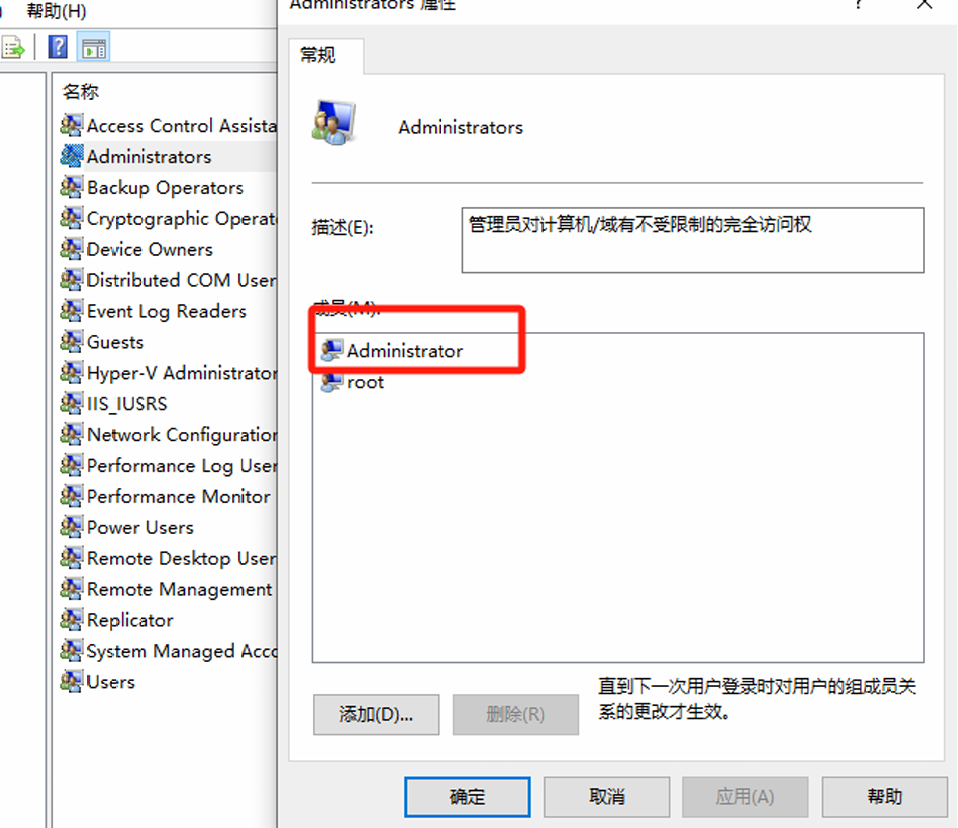 帮助(H)
Administrators 属性
常规
名称
Access Control Assista
Administrators
Backup Operators
Cryptographic Operat
Device Owners
Distributed COM User
Event Log Readers
Guests
Hyper-V Administrator
IIS_IUSRS
Network Configuration
Performance Log User
Performance Monitor
Power Users
Remote Desktop User
Remote Management
Replicator
System Managed Acco
Users
Administrators
描述(E):
管理员对计算机/域有不受限制的完全访问权
成员(M):
Administrator
root
添加(D)...
删除(R)
直到下一次用户登录时对用户的组成员关
系的更改才生效。
确定
取消
应用(A)
帮助